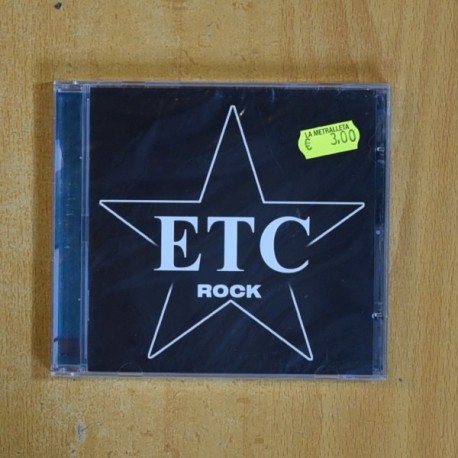 LA METRALLETA
€ 3,00
ETC
ROCK